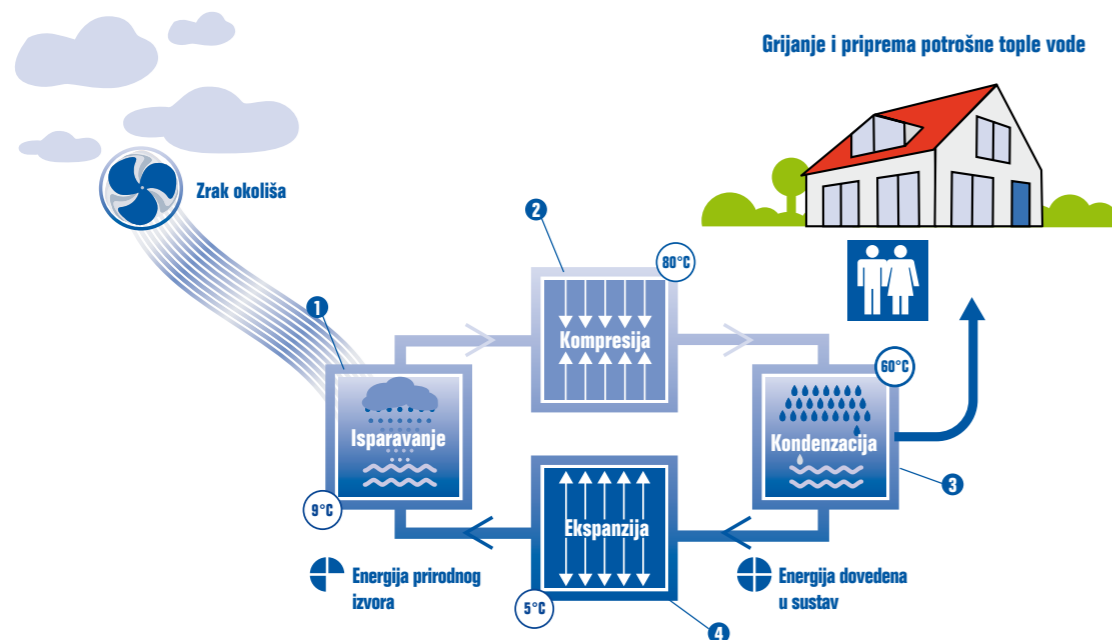 Grijanje i priprema potrošne tople vode
Zrak okoliša
1
2
80°C
Kompresija
60°C
Isparavanje
Kondenzacija
9°C
3
Ekspanzija
5°C
4
Energija prirodnog
izvora
Energija dovedena
u sustav